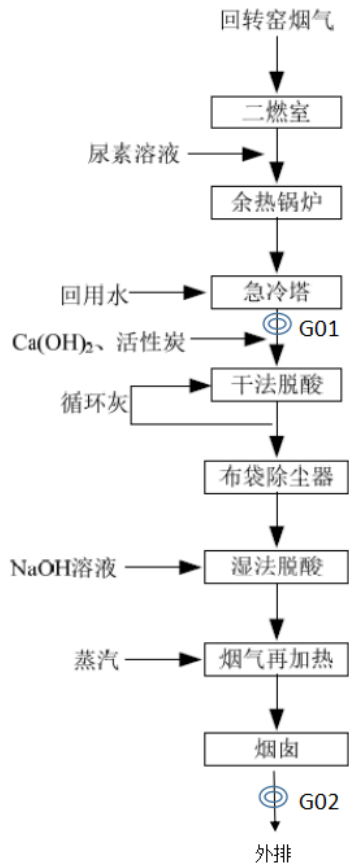 回转窑烟气
二燃室
尿素溶液
余热锅炉
急冷塔
回用水
G01
Ca(OH)₂、活性炭
干法脱酸
循环灰
布袋除尘器
NaOH溶液
湿法脱酸
蒸汽
烟气再加热
烟囱
G02
外排